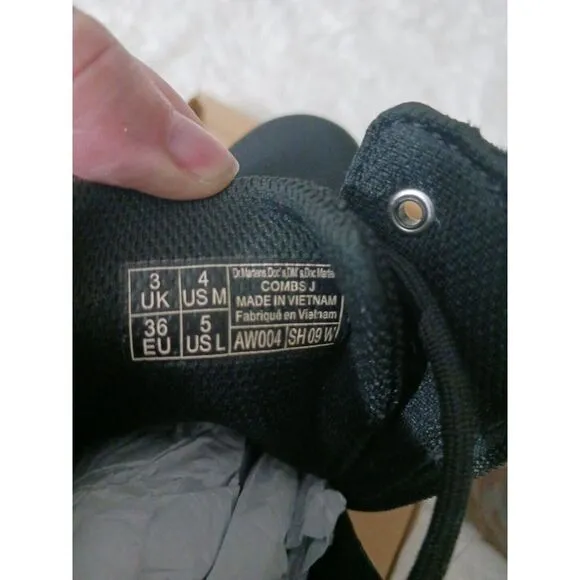 3 UK
4 US M
36 EU
5 US L
Dr.Martens,Doc's,DM's,Doc Martens
COMBS J
MADE IN VIETNAM
Fabriqué en Vietnam
AW004 SH 09